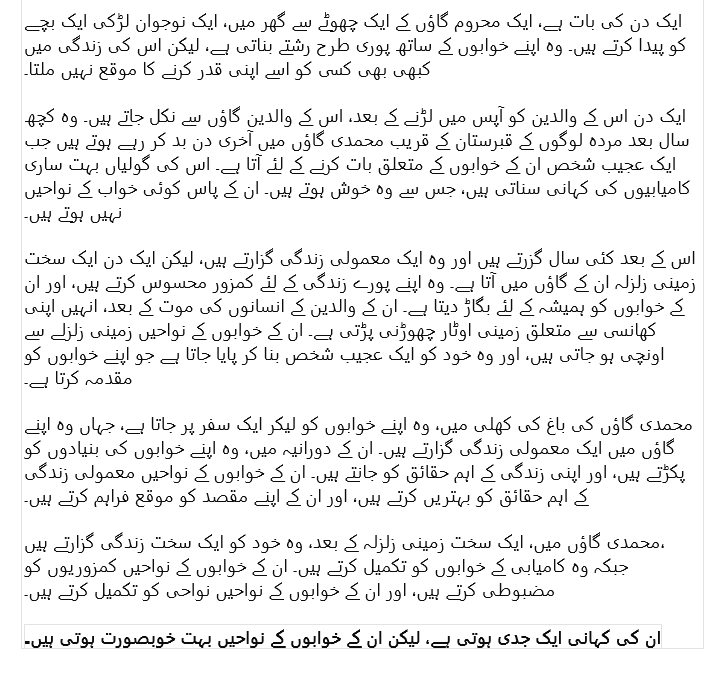 ایک دن کی بات ہے، ایک محروم گاؤں کے ایک چھوٹے سے گھر میں، ایک نوجوان لڑکی ایک بچے
کو پیدا کرتے ہیں۔ وہ اپنے خوابوں کے ساتھ پوری طرح رشتے بناتی ہے، لیکن اس کی زندگی میں
کبھی بھی کسی کو اسے اپنی قدر کرنے کا موقع نہیں ملتا۔
ایک دن اس کے والدین کو آپس میں لڑنے کے بعد، اس کے والدین گاؤں سے نکل جاتے ہیں۔ وہ کچھ
سال بعد مردہ لوگوں کے قبرستان کے قریب محمدی گاؤں میں آخری دن بد کر رہے ہوتے ہیں جب
ایک عجیب شخص ان کے خوابوں کے متعلق بات کرنے کے لئے آتا ہے۔ اس کی گولیاں بہت ساری
کامیابیوں کی کہانی سناتی ہیں، جس سے وہ خوش ہوتے ہیں۔ ان کے پاس کوئی خواب کے نواحیں
نہیں ہوتے ہیں۔
اس کے بعد کئی سال گزرتے ہیں اور وہ ایک معمولی زندگی گزارتے ہیں، لیکن ایک دن ایک سخت
زمینی زلزلہ ان کے گاؤں میں آتا ہے۔ وہ اپنے پورے زندگی کے لئے کمزور محسوس کرتے ہیں، اور ان
کے خوابوں کو ہمیشہ کے لئے بگاڑ دیتا ہے۔ ان کے والدین کے انسانوں کی موت کے بعد، انہیں اپنی
کھانسی سے متعلق زمینی اوٹار چھوڑنی پڑتی ہے۔ ان کے خوابوں کے نواحیں زمینی زلزلے سے
اونچی ہو جاتی ہیں، اور وہ خود کو ایک عجیب شخص بنا کر پایا جاتا ہے جو اپنے خوابوں کو
مقدمہ کرتا ہے۔
محمدی گاؤں کی باغ کی کھلی میں، وہ اپنے خوابوں کو لیکر ایک سفر پر جاتا ہے، جہاں وہ اپنے
گاؤں میں ایک معمولی زندگی گزارتے ہیں۔ ان کے دورانیہ میں، وہ اپنے خوابوں کی بنیادوں کو
پکڑتے ہیں، اور اپنی زندگی کے اہم حقائق کو جانتے ہیں۔ ان کے خوابوں کے نواحیں معمولی زندگی
کے اہم حقائق کو بہتریں کرتے ہیں، اور ان کے اپنے مقصد کو موقع فراہم کرتے ہیں۔
محمدی گاؤں میں، ایک سخت زمینی زلزلہ کے بعد، وہ خود کو ایک سخت زندگی گزارتے ہیں،
جبکہ وہ کامیابی کے خوابوں کو تکمیل کرتے ہیں۔ ان کے خوابوں کے نواحیں کمزوریوں کو
مضبوطی کرتے ہیں، اور ان کے خوابوں کے نواحیں نواحی کو تکمیل کرتے ہیں۔
ان کی کہانی ایک جدی ہوتی ہے، لیکن ان کے خوابوں کے نواحیں بہت خوبصورت ہوتی ہیں۔